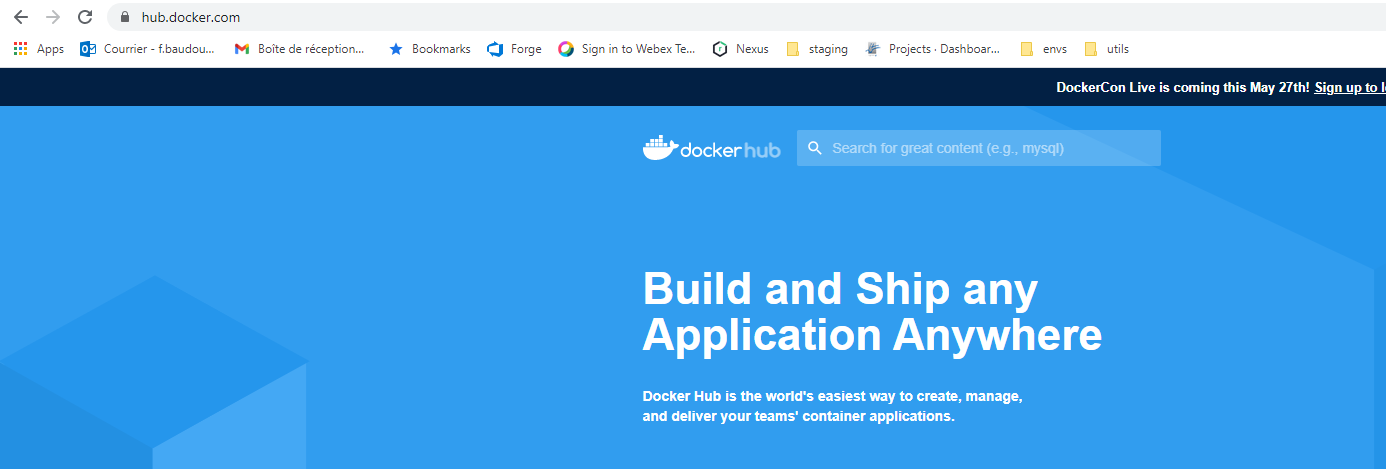 hub.docker.com
Apps Courrier - f.baudou... Boîte de réception... Bookmarks Forge Sign in to Webex Te... Nexus staging Projects · Dashboar... envs utils
DockerCon Live is coming this May 27th! Sign up to l
docker hub Search for great content (e.g., mysql)
Build and Ship any
Application Anywhere
Docker Hub is the world's easiest way to create, manage,
and deliver your teams' container applications.